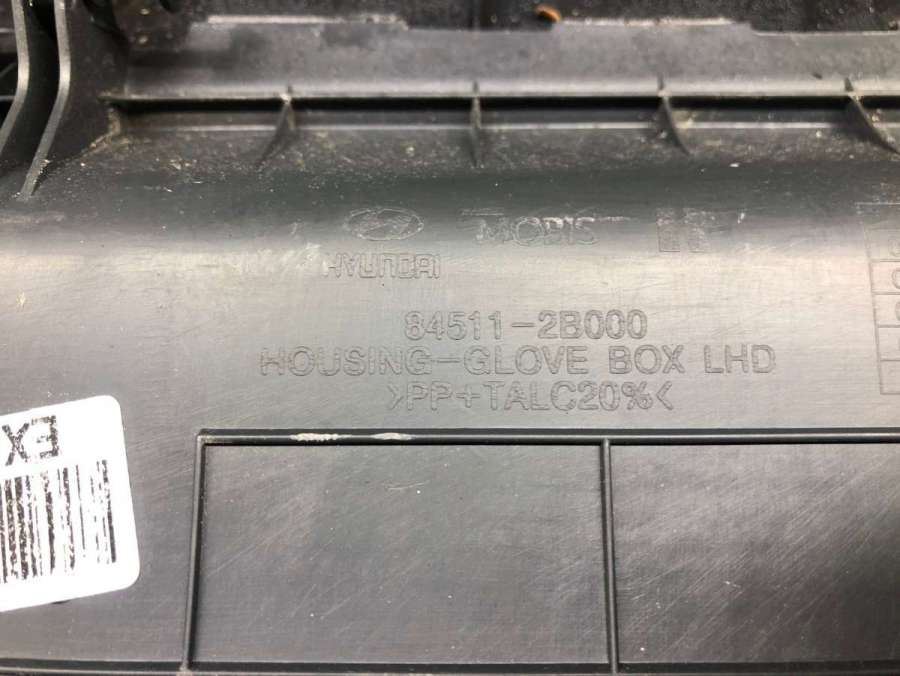 MOBIS
HYUNDAI
84511-2B000
HOUSING-GLOVE BOX LHD
>PP+TALC20%<
EX